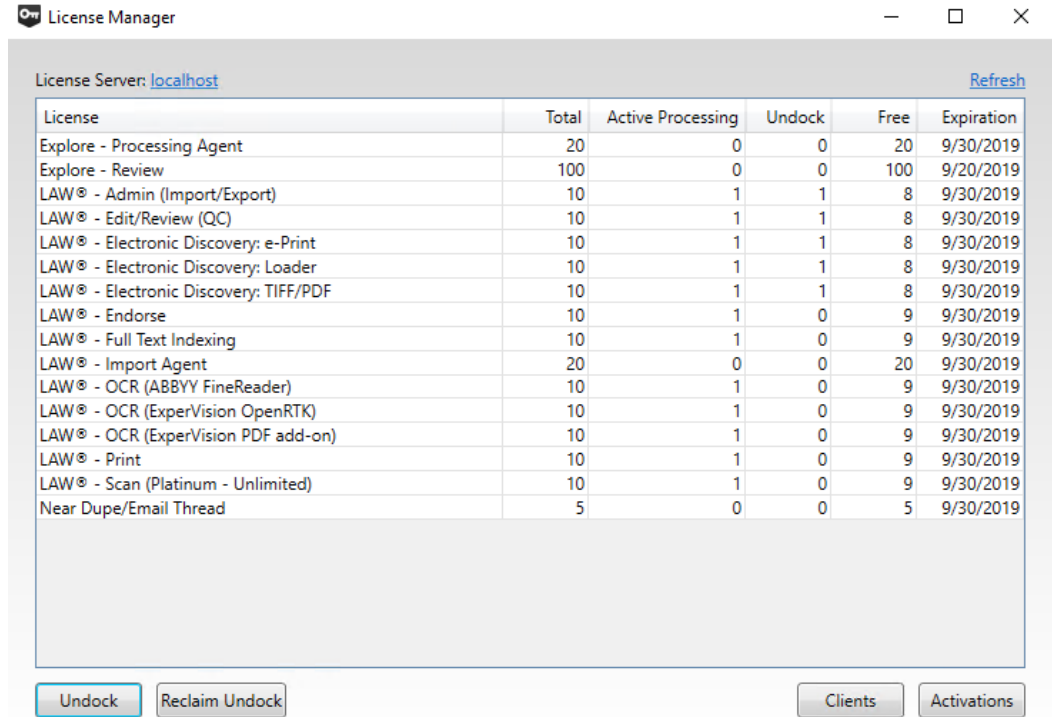 License Manager
License Server: localhost Refresh
License Total Active Processing Undock Free Expiration
Explore - Processing Agent 20 0 0 20 9/30/2019
Explore - Review 100 0 0 100 9/20/2019
LAW® - Admin (Import/Export) 10 1 1 8 9/30/2019
LAW® - Edit/Review (QC) 10 1 1 8 9/30/2019
LAW® - Electronic Discovery: e-Print 10 1 1 8 9/30/2019
LAW® - Electronic Discovery: Loader 10 1 1 8 9/30/2019
LAW® - Electronic Discovery: TIFF/PDF 10 1 1 8 9/30/2019
LAW® - Endorse 10 1 0 9 9/30/2019
LAW® - Full Text Indexing 10 1 0 9 9/30/2019
LAW® - Import Agent 20 0 0 20 9/30/2019
LAW® - OCR (ABBYY FineReader) 10 1 0 9 9/30/2019
LAW® - OCR (ExperVision OpenRTK) 10 1 0 9 9/30/2019
LAW® - OCR (ExperVision PDF add-on) 10 1 0 9 9/30/2019
LAW® - Print 10 1 0 9 9/30/2019
LAW® - Scan (Platinum - Unlimited) 10 1 0 9 9/30/2019
Near Dupe/Email Thread 5 0 0 5 9/30/2019
Undock Reclaim Undock Clients Activations